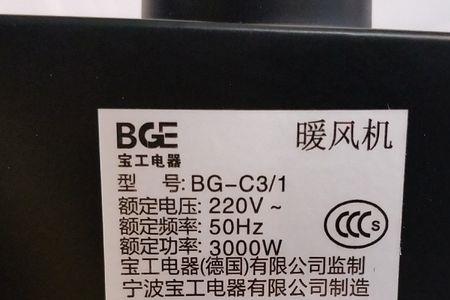 BGE 暖风机
宝工电器
型 号: BG-C3/1
额定电压: 220V ~
额定频率: 50Hz
额定功率: 3000W
CCC S
宝工电器(德国)有限公司监制
宁波宝工电器有限公司制造